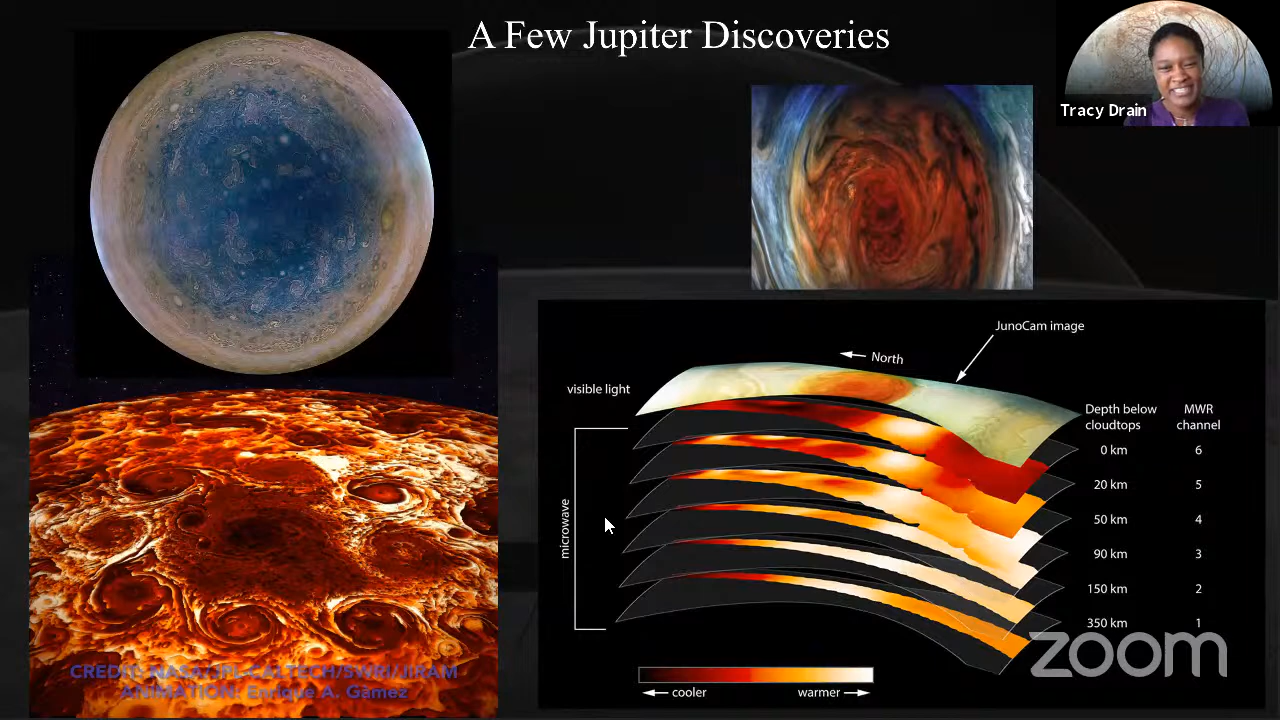 A Few Jupiter Discoveries
Tracy Drain
JunoCam image
North
visible light
Depth below
cloudtops
MWR
channel
0 km 6
20 km 5
50 km 4
90 km 3
150 km 2
350 km 1
microwave
cooler
warmer
CREDIT: NASA/JPL-CALTECH/SWRI/JIRAM
ANIMATION: Enrique A. Gamez
zoom